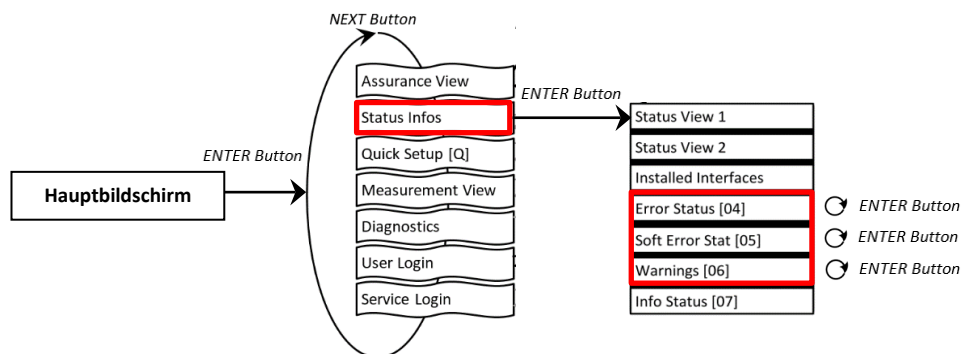 NEXT Button
Assurance View
ENTER Button
Status Infos
Status View 1
Status View 2
ENTER Button
Quick Setup [Q]
Installed Interfaces
Hauptbildschirm
Measurement View
Error Status [04]
ENTER Button
Diagnostics
Soft Error Stat [05]
ENTER Button
User Login
Warnings [06]
ENTER Button
Service Login
Info Status [07]